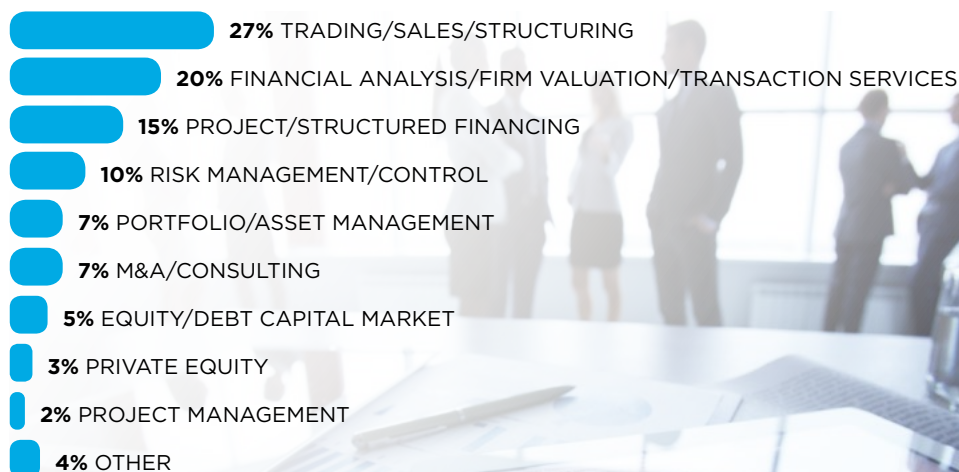 27% TRADING/SALES/STRUCTURING
20% FINANCIAL ANALYSIS/FIRM VALUATION/TRANSACTION SERVICES
15% PROJECT/STRUCTURED FINANCING
10% RISK MANAGEMENT/CONTROL
7% PORTFOLIO/ASSET MANAGEMENT
7% M&A/CONSULTING
5% EQUITY/DEBT CAPITAL MARKET
3% PRIVATE EQUITY
2% PROJECT MANAGEMENT
4% OTHER